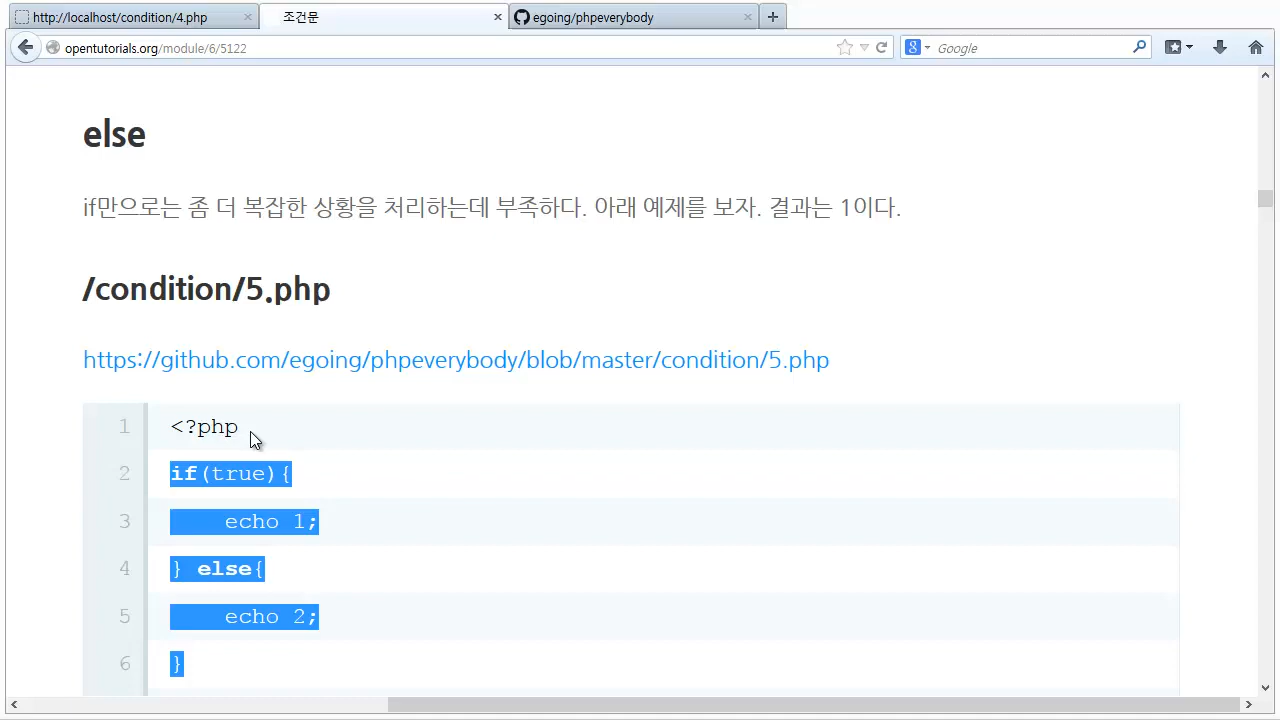 http://localhost/condition/4.php
조건문
egoing/phpeverybody
opentutorials.org/module/6/5122
Google
else
if만으로는 좀 더 복잡한 상황을 처리하는데 부족하다. 아래 예제를 보자. 결과는 1이다.
/condition/5.php
https://github.com/egoing/phpeverybody/blob/master/condition/5.php
1 <?php
2 if(true){
3     echo 1;
4 } else{
5     echo 2;
6 }